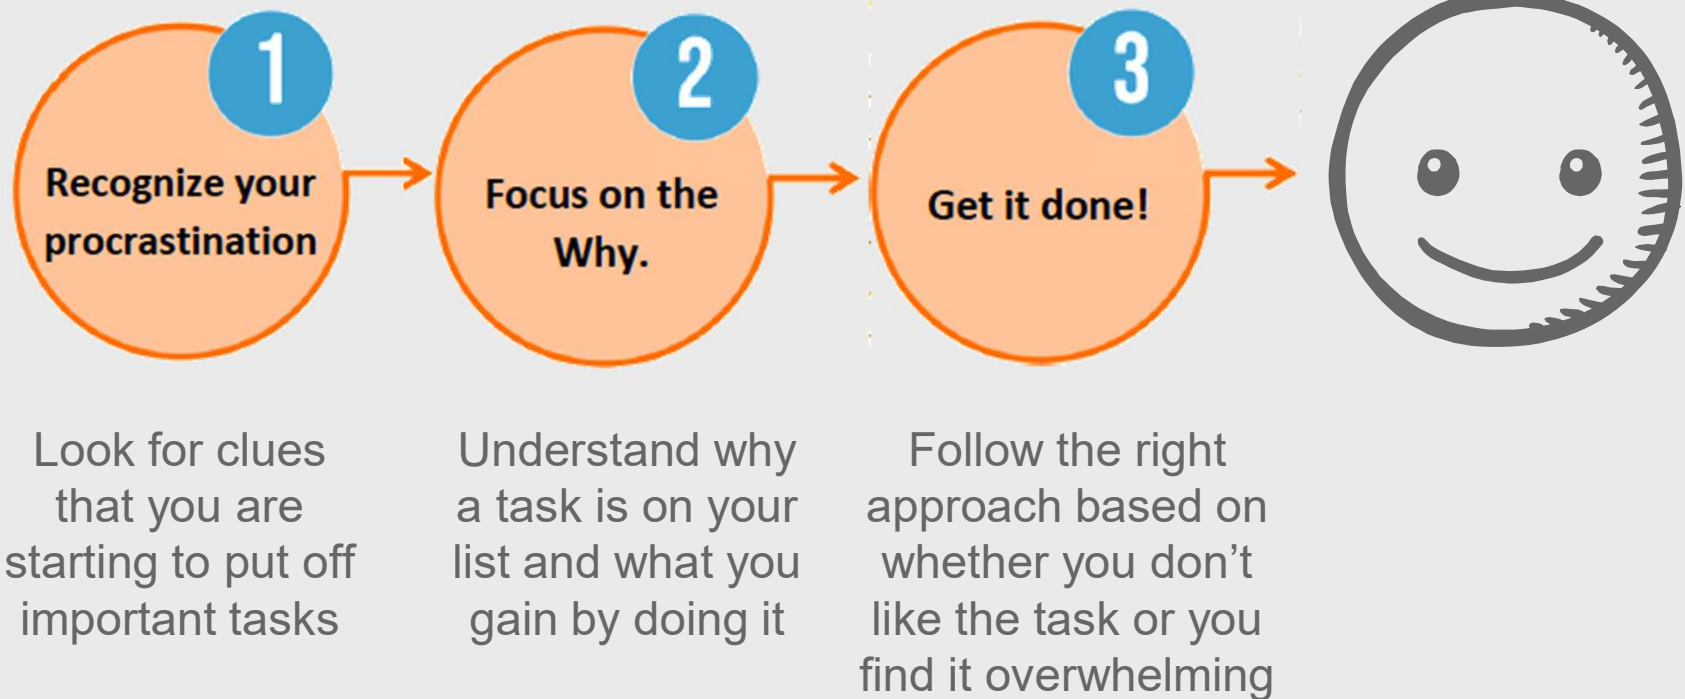 1
Recognize your
procrastination
2
Focus on the
Why.
3
Get it done!
Look for clues
that you are
starting to put off
important tasks
Understand why
a task is on your
list and what you
gain by doing it
Follow the right
approach based on
whether you don’t
like the task or you
find it overwhelming